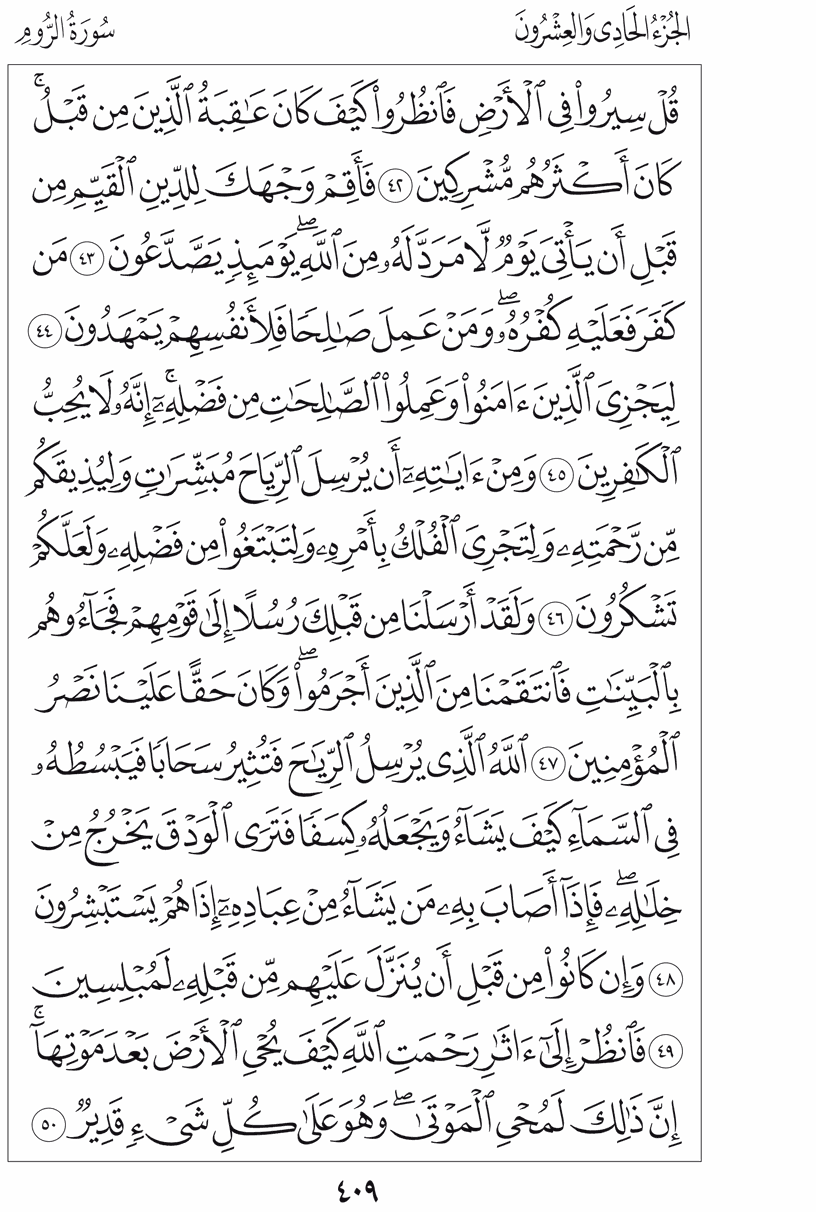 الجُزْءُ الحَادِى وَالعِشْرُونَ
سُورَةُ الرُّومِ
قُلْ سِيرُوا۟ فِى ٱلْأَرْضِ فَٱنظُرُوا۟ كَيْفَ كَانَ عَٰقِبَةُ ٱلَّذِينَ مِن قَبْلُ ۚ
كَانَ أَكْثَرُهُم مُّشْرِكِينَ ٤٢ فَأَقِمْ وَجْهَكَ لِلدِّينِ ٱلْقَيِّمِ مِن
قَبْلِ أَن يَأْتِىَ يَوْمٌ لَّا مَرَدَّ لَهُۥ مِنَ ٱللَّهِ ۖ يَوْمَئِذٍ يَصَّدَّعُونَ ٤٣ مَن
كَفَرَ فَعَلَيْهِ كُفْرُهُۥ ۖ وَمَنْ عَمِلَ صَٰلِحًا فَلِأَنفُسِهِمْ يَمْهَدُونَ ٤٤
لِيَجْزِىَ ٱلَّذِينَ ءَامَنُوا۟ وَعَمِلُوا۟ ٱلصَّٰلِحَٰتِ مِن فَضْلِهِۦٓ ۚ إِنَّهُۥ لَا يُحِبُّ
ٱلْكَٰفِرِينَ ٤٥ وَمِنْ ءَايَٰتِهِۦٓ أَن يُرْسِلَ ٱلرِّيَاحَ مُبَشِّرَٰتٍ وَلِيُذِيقَكُم
مِّن رَّحْمَتِهِۦ وَلِتَجْرِىَ ٱلْفُلْكُ بِأَمْرِهِۦ وَلِتَبْتَغُوا۟ مِن فَضْلِهِۦ وَلَعَلَّكُمْ
تَشْكُرُونَ ٤٦ وَلَقَدْ أَرْسَلْنَا مِن قَبْلِكَ رُسُلًا إِلَىٰ قَوْمِهِمْ فَجَآءُوهُم
بِٱلْبَيِّنَٰتِ فَٱنتَقَمْنَا مِنَ ٱلَّذِينَ أَجْرَمُوا۟ ۖ وَكَانَ حَقًّا عَلَيْنَا نَصْرُ
ٱلْمُؤْمِنِينَ ٤٧ ٱللَّهُ ٱلَّذِى يُرْسِلُ ٱلرِّيَٰحَ فَتُثِيرُ سَحَابًا فَيَبْسُطُهُۥ
فِى ٱلسَّمَآءِ كَيْفَ يَشَآءُ وَيَجْعَلُهُۥ كِسَفًا فَتَرَى ٱلْوَدْقَ يَخْرُجُ مِنْ
خِلَٰلِهِۦ ۖ فَإِذَآ أَصَابَ بِهِۦ مَن يَشَآءُ مِنْ عِبَادِهِۦٓ إِذَا هُمْ يَسْتَبْشِرُونَ
٤٨ وَإِن كَانُوا۟ مِن قَبْلِ أَن يُنَزَّلَ عَلَيْهِم مِّن قَبْلِهِۦ لَمُبْلِسِينَ
٤٩ فَٱنظُرْ إِلَىٰٓ ءَاثَٰرِ رَحْمَتِ ٱللَّهِ كَيْفَ يُحْىِ ٱلْأَرْضَ بَعْدَ مَوْتِهَآ ۚ
إِنَّ ذَٰلِكَ لَمُحْىِ ٱلْمَوْتَىٰ ۖ وَهُوَ عَلَىٰ كُلِّ شَىْءٍ قَدِيرٌ ٥٠
٤٠٩